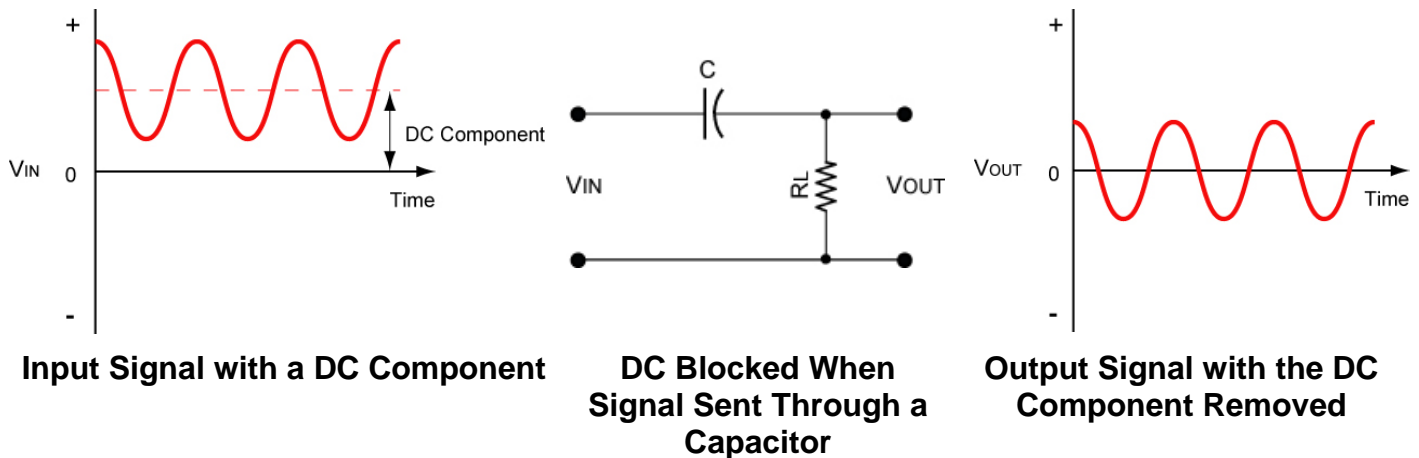 +
DC Component
VIN
0
Time
-
Input Signal with a DC Component
C
VIN
RL
VOUT
DC Blocked When
Signal Sent Through a
Capacitor
+
VOUT
0
Time
-
Output Signal with the DC
Component Removed